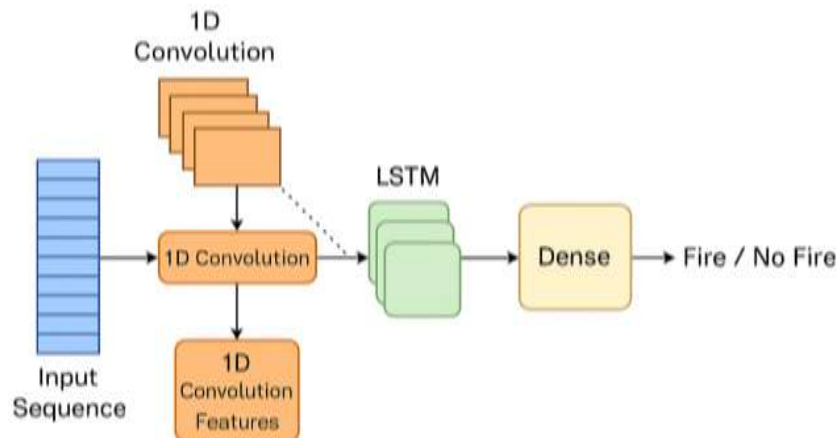 1D
Convolution
LSTM
1D Convolution
Dense
Fire / No Fire
1D
Convolution
Features
Input
Sequence